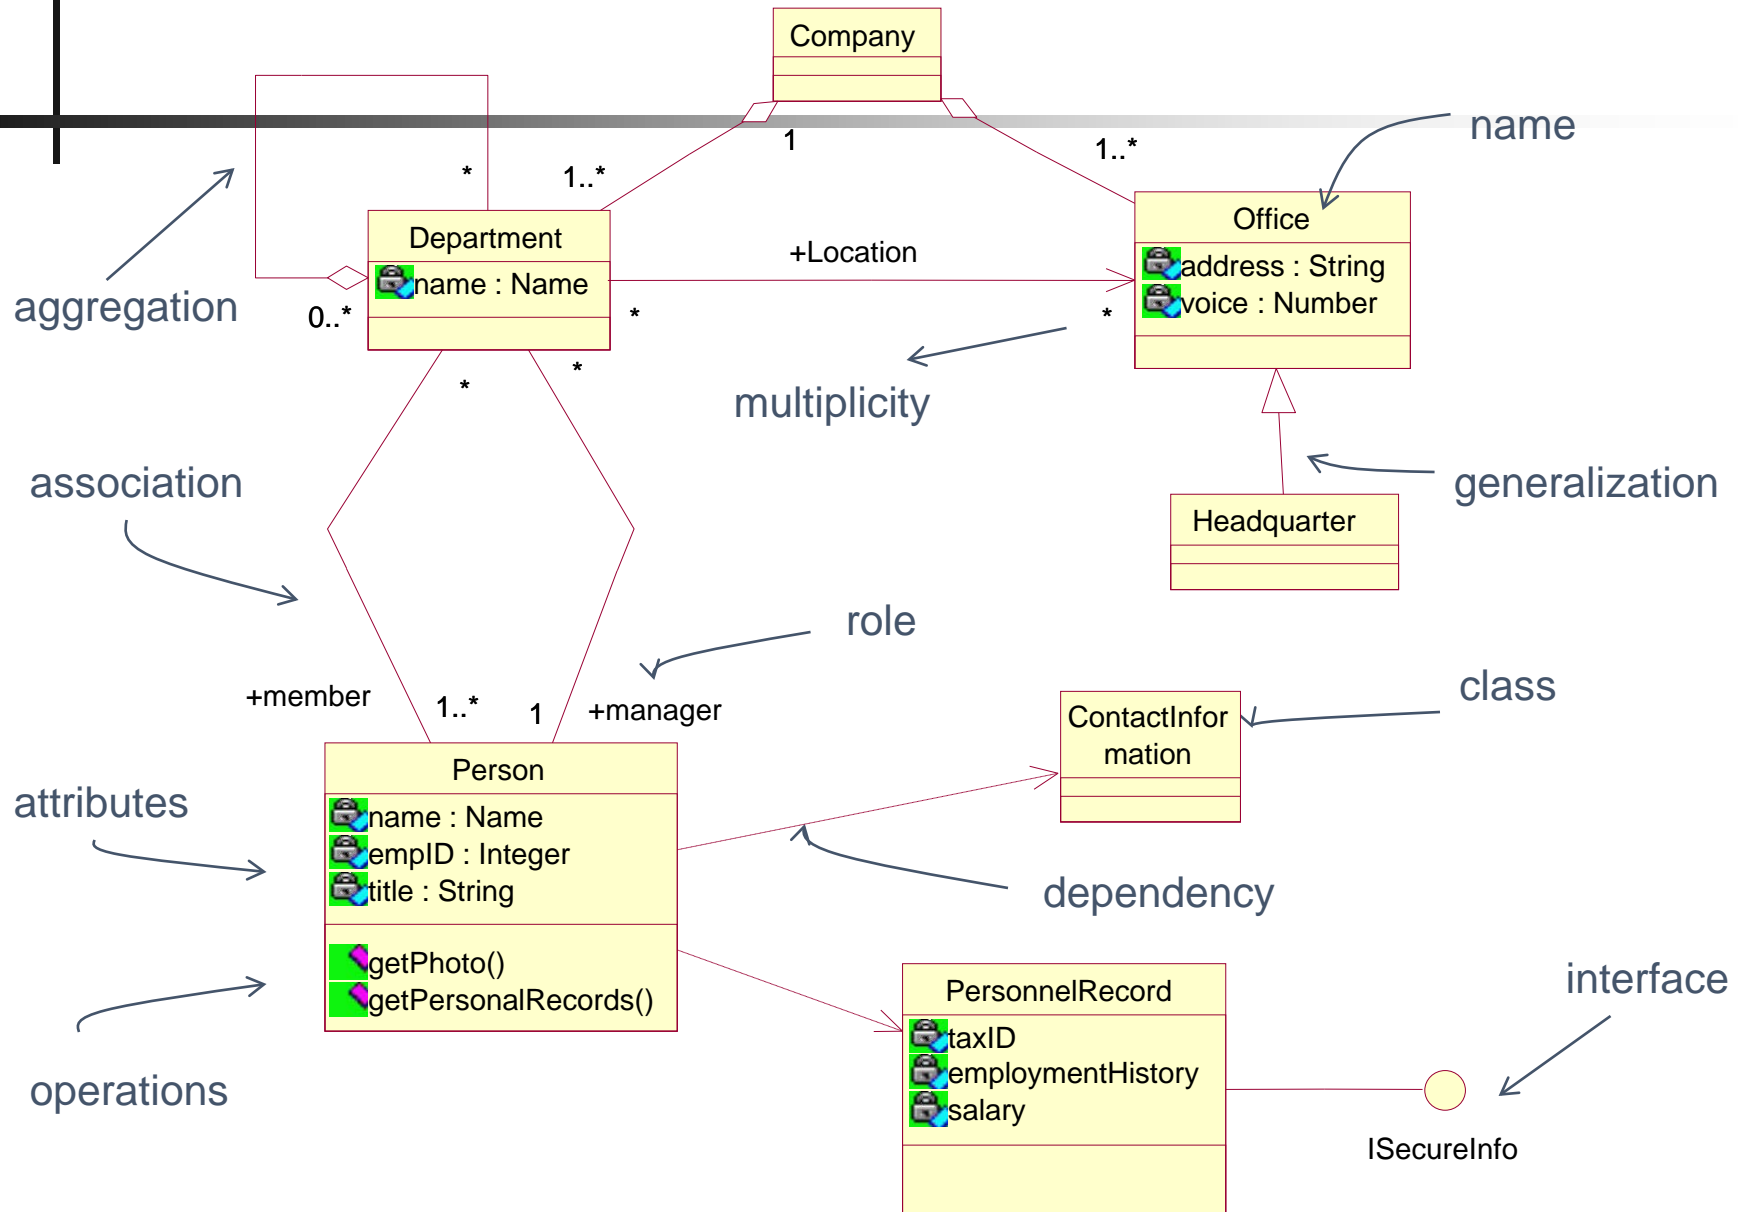 Company
1
1..*
name
*
1..*
Department
name : Name
+Location
Office
address : String
voice : Number
aggregation
0..*
*
*
multiplicity
*
*
association
generalization
Headquarter
role
+member
1..*
1
+manager
class
ContactInfor
mation
Person
attributes
name : Name
empID : Integer
title : String
dependency
getPhoto()
getPersonalRecords()
operations
PersonnelRecord
taxID
employmentHistory
salary
interface
ISecureInfo